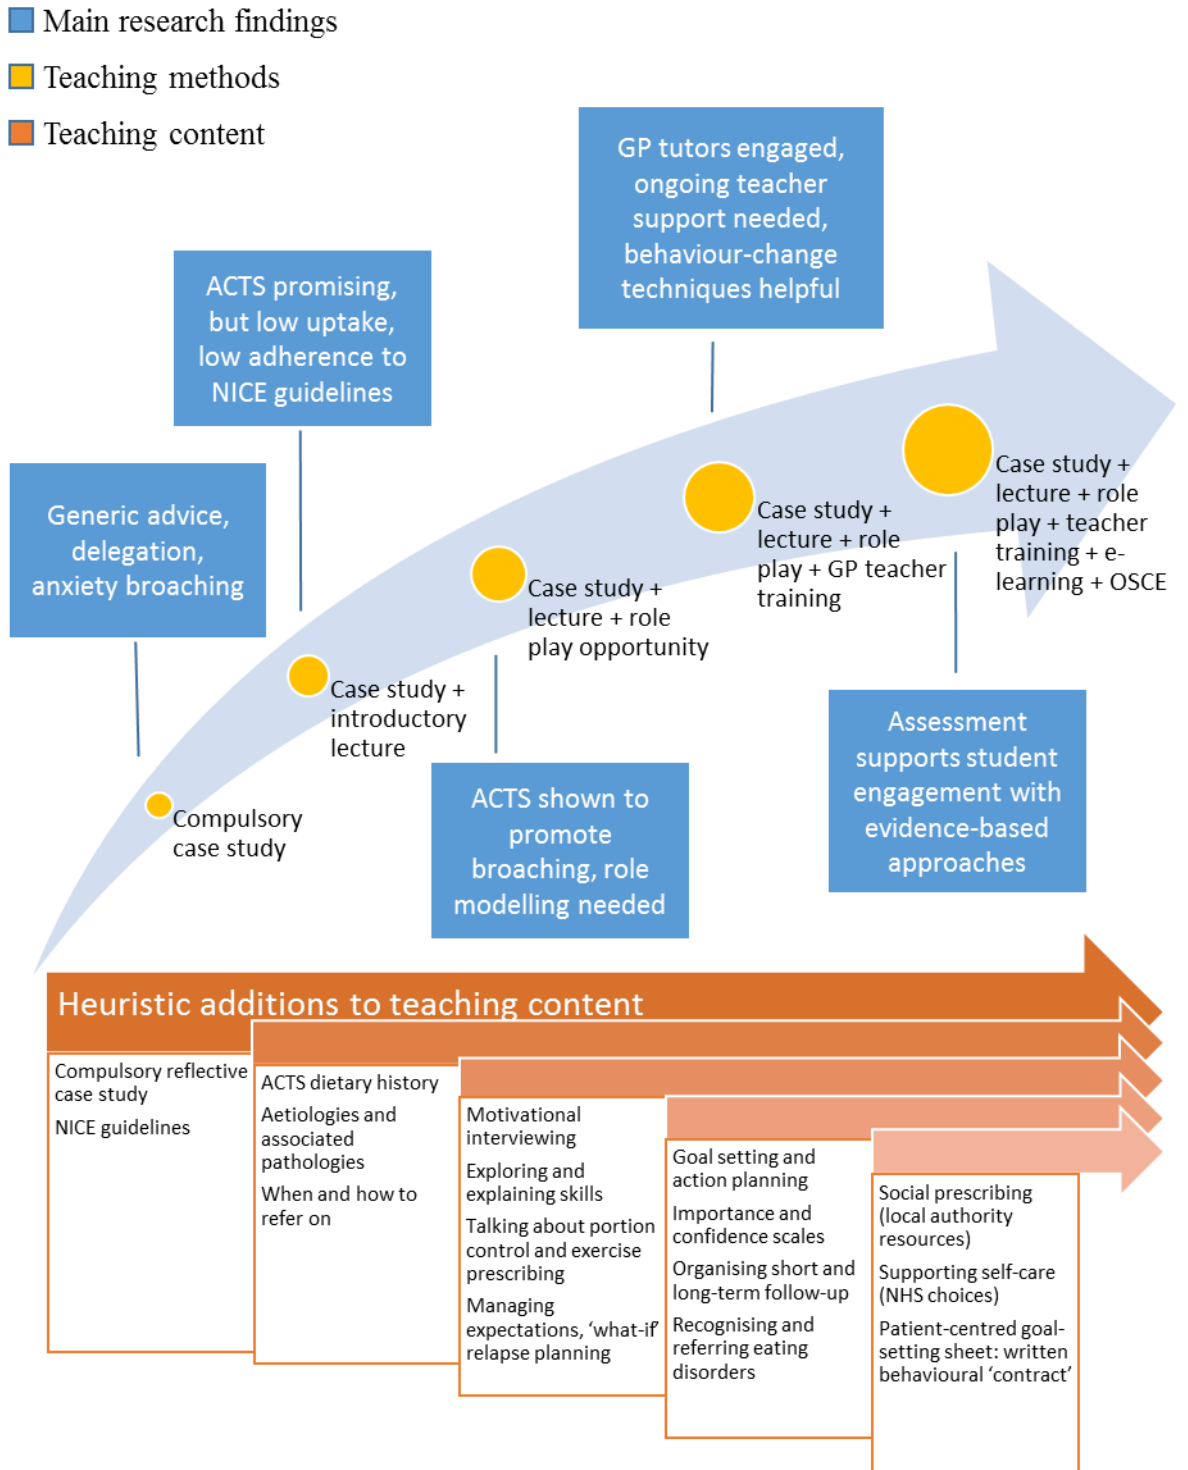 Main research findings
Teaching methods
Teaching content
GP tutors engaged,
ongoing teacher
support needed,
behaviour-change
techniques helpful
ACTS promising,
but low uptake,
low adherence to
NICE guidelines
Generic advice,
delegation,
anxiety broaching
Case study +
lecture + role
play + teacher
training + e-
learning + OSCE
Case study +
lecture + role
play + GP teacher
training
Case study +
lecture + role
play opportunity
Case study +
introductory
lecture
Compulsory
case study
ACTS shown to
promote
broaching, role
modelling needed
Assessment
supports student
engagement with
evidence-based
approaches
Heuristic additions to teaching content
Compulsory reflective
case study
NICE guidelines
ACTS dietary history
Aetiologies and
associated
pathologies
When and how to
refer on
Motivational
interviewing
Exploring and
explaining skills
Talking about portion
control and exercise
prescribing
Managing
expectations, ‘what-if’
relapse planning
Goal setting and
action planning
Importance and
confidence scales
Organising short and
long-term follow-up
Recognising and
referring eating
disorders
Social prescribing
(local authority
resources)
Supporting self-care
(NHS choices)
Patient-centred goal-
setting sheet: written
behavioural ‘contract’